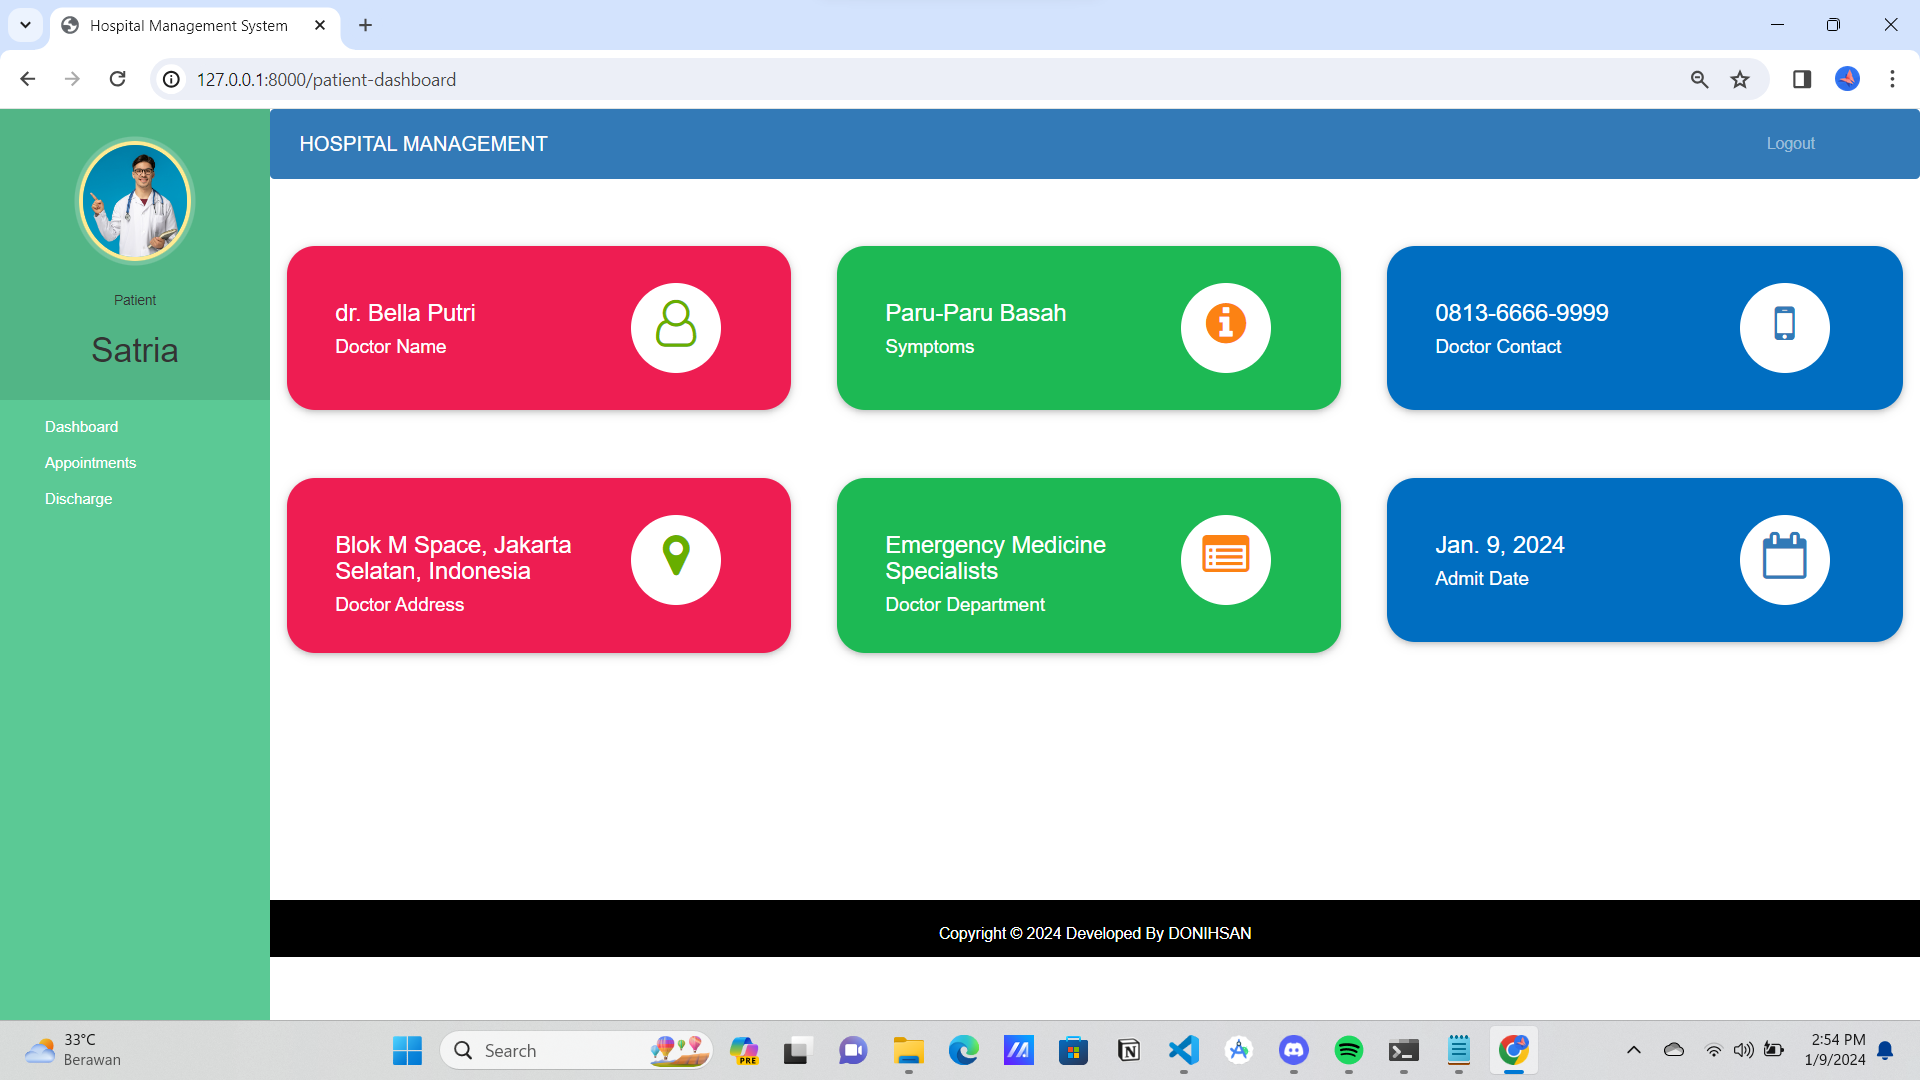 Hospital Management System
127.0.0.1:8000/patient-dashboard
HOSPITAL MANAGEMENT
Logout
Patient
Satria
Dashboard
Appointments
Discharge
dr. Bella Putri
Doctor Name
Paru-Paru Basah
Symptoms
0813-6666-9999
Doctor Contact
Blok M Space, Jakarta
Selatan, Indonesia
Doctor Address
Emergency Medicine
Specialists
Doctor Department
Jan. 9, 2024
Admit Date
Copyright © 2024 Developed By DONIHSAN
33°C
Berawan
Search
PRE
2:54 PM
1/9/2024